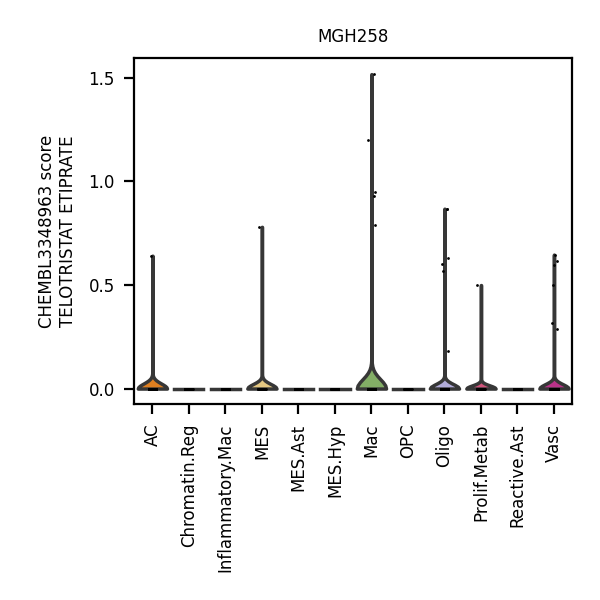 MGH258
CHEMBL3348963 score
TELOTRISTAT ETIPRATE
1.5
1.0
0.5
0.0
AC
Chromatin.Reg
Inflammatory.Mac
MES
MES.Ast
MES.Hyp
Mac
OPC
Oligo
Prolif.Metab
Reactive.Ast
Vasc